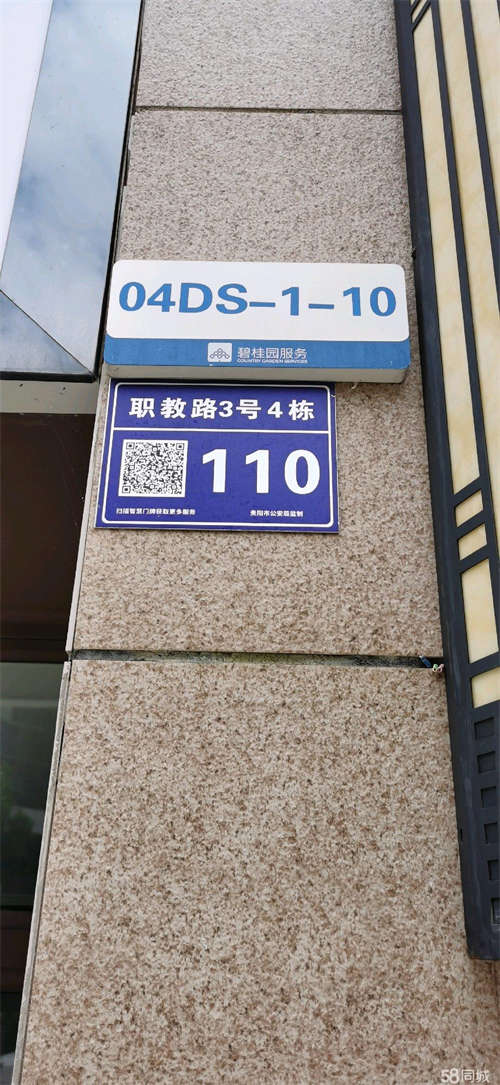 04DS-1-10
碧桂园服务
COUNTRY GARDEN SERVICES
职教路3号4栋
110
扫描智慧门牌获取更多服务
贵阳市公安局监制
58同城